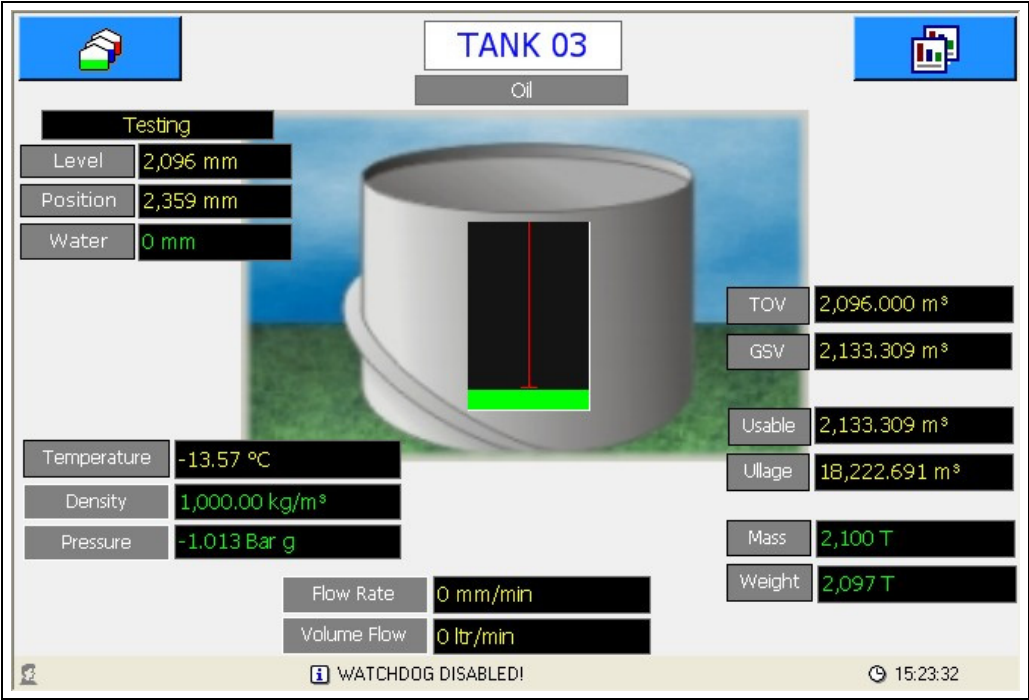 TANK 03
Oil
Testing
Level 2,096 mm
Position 2,359 mm
Water 0 mm
TOV 2,096.000 m³
GSV 2,133.309 m³
Usable 2,133.309 m³
Ullage 18,222.691 m³
Temperature -13.57 ºC
Density 1,000.00 kg/m³
Pressure -1.013 Bar g
Mass 2,100 T
Weight 2,097 T
Flow Rate 0 mm/min
Volume Flow 0 ltr/min
WATCHDOG DISABLED! 15:23:32